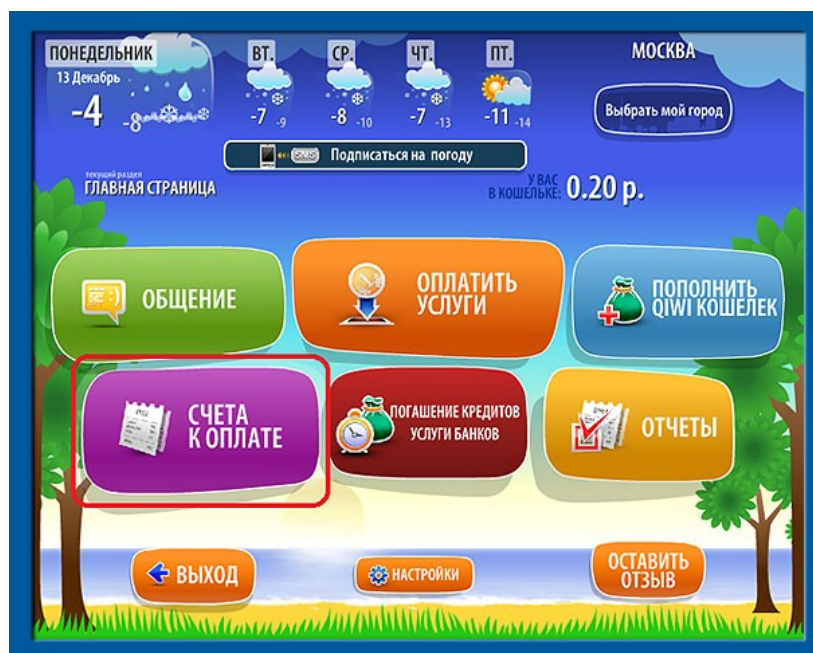 ПОНЕДЕЛЬНИК
ВТ.
СР.
ЧТ.
ПТ.
МОСКВА
13 Декабрь
-4 -8
-7 -9
-8 -10
-7 -13
-11 -14
Выбрать мой город
SMS Подписаться на погоду
текущий раздел
ГЛАВНАЯ СТРАНИЦА
У ВАС
В КОШЕЛЬКЕ: 0.20 р.
ОБЩЕНИЕ
ОПЛАТИТЬ
УСЛУГИ
ПОПОЛНИТЬ
QIWI КОШЕЛЕК
СЧЕТА
К ОПЛАТЕ
ПОГАШЕНИЕ КРЕДИТОВ
УСЛУГИ БАНКОВ
ОТЧЕТЫ
ВЫХОД
НАСТРОЙКИ
ОСТАВИТЬ
ОТЗЫВ